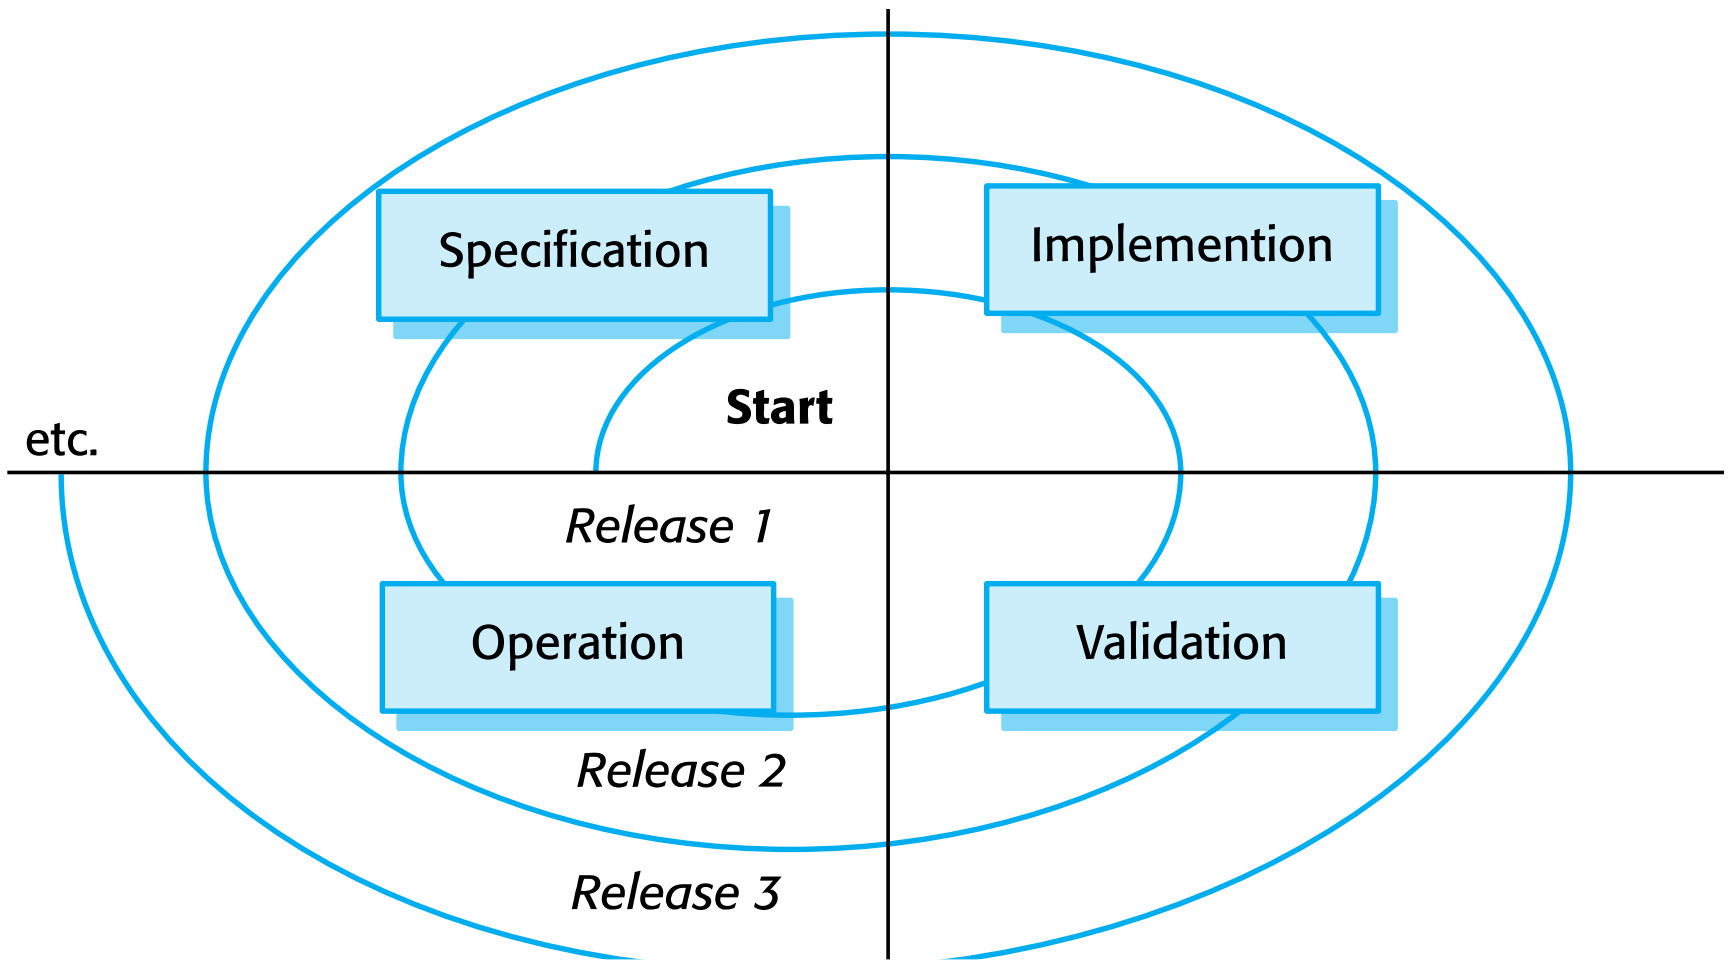 Specification
Implemention
Start
etc.
Release 1
Operation
Validation
Release 2
Release 3